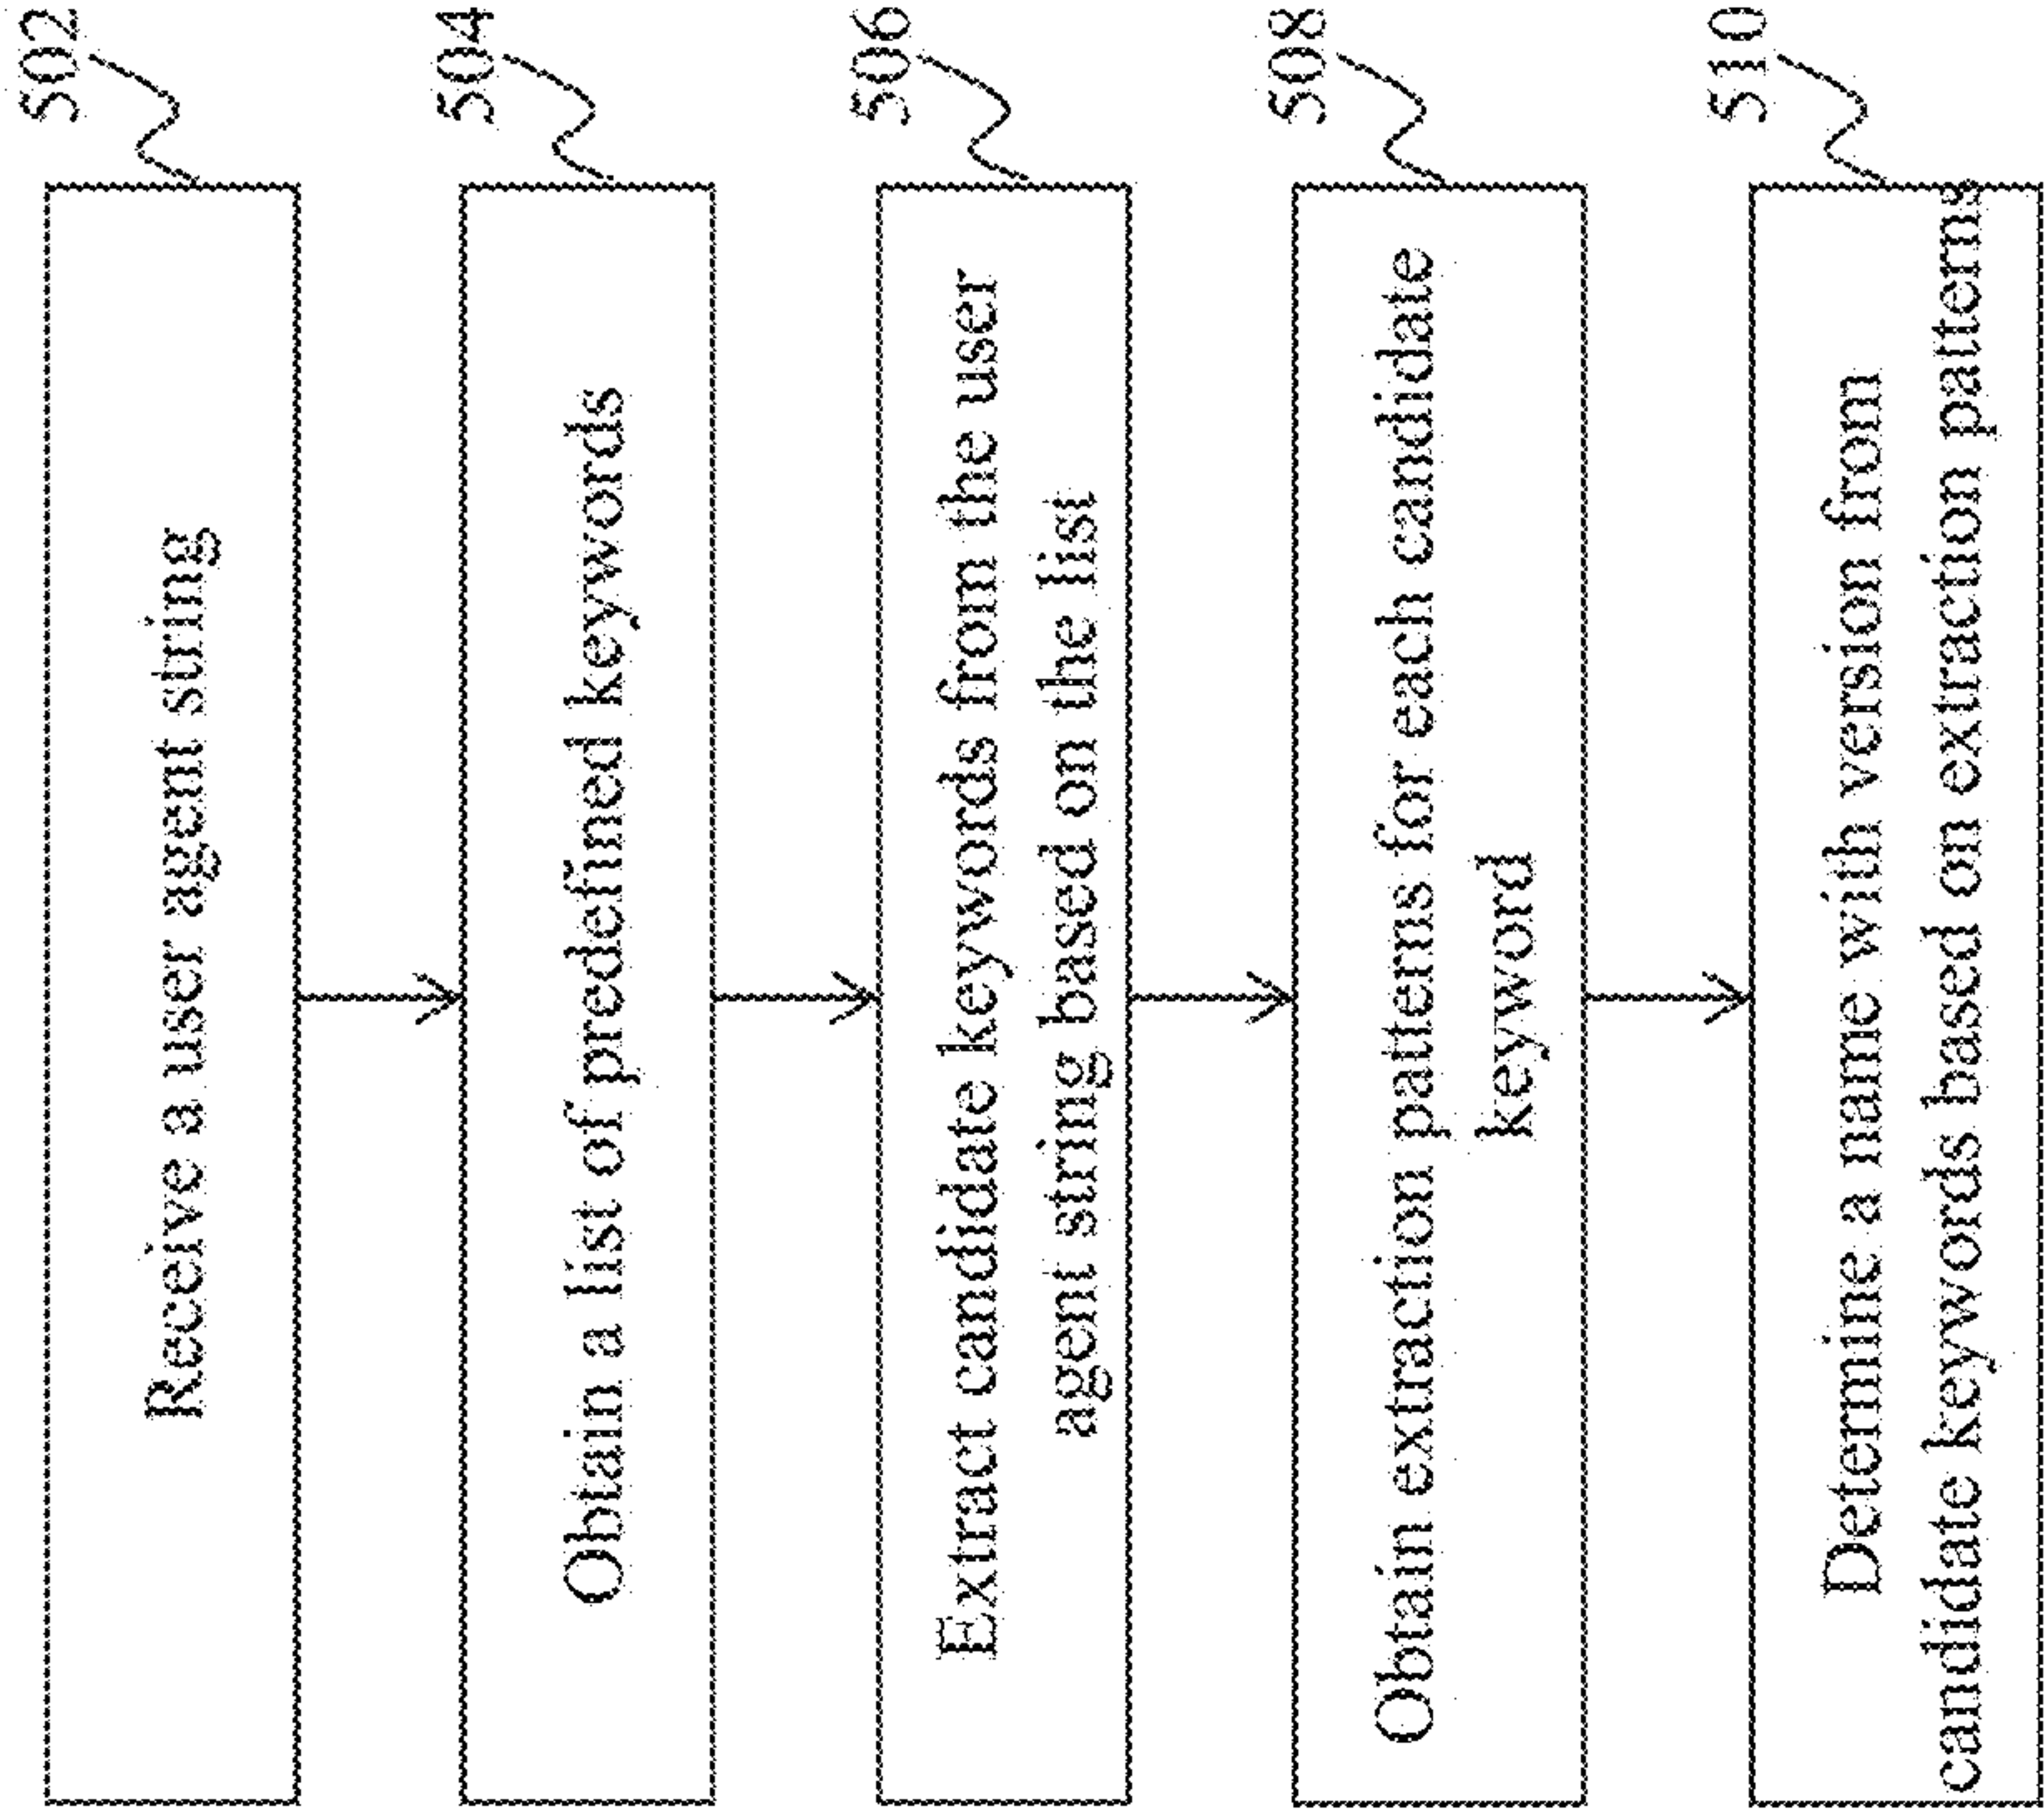 502
Receive a user agent string
504
Obtain a list of predefined keywords
506
Extract candidate keywords from the user
agent string based on the list
508
Obtain extraction patterns for each candidate
keyword
510
Determine a name with version from
candidate keywords based on extraction patterns